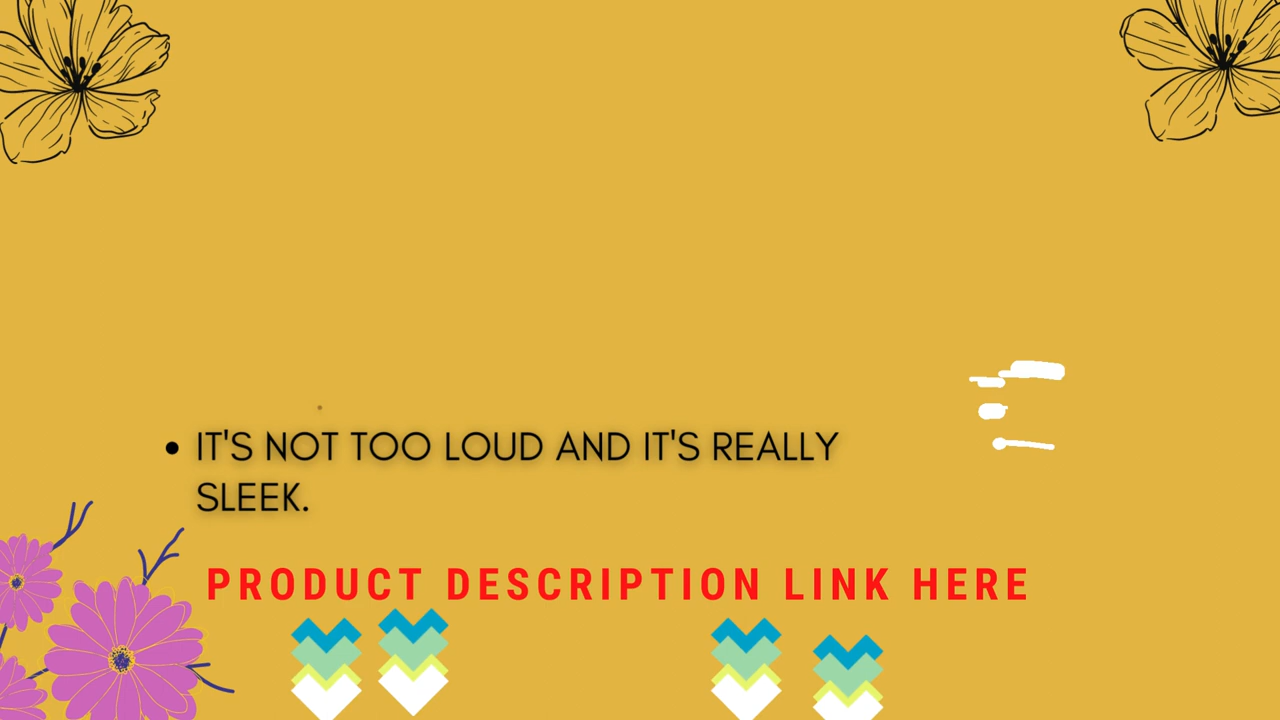 • IT'S NOT TOO LOUD AND IT'S REALLY
SLEEK.
PRODUCT DESCRIPTION LINK HERE